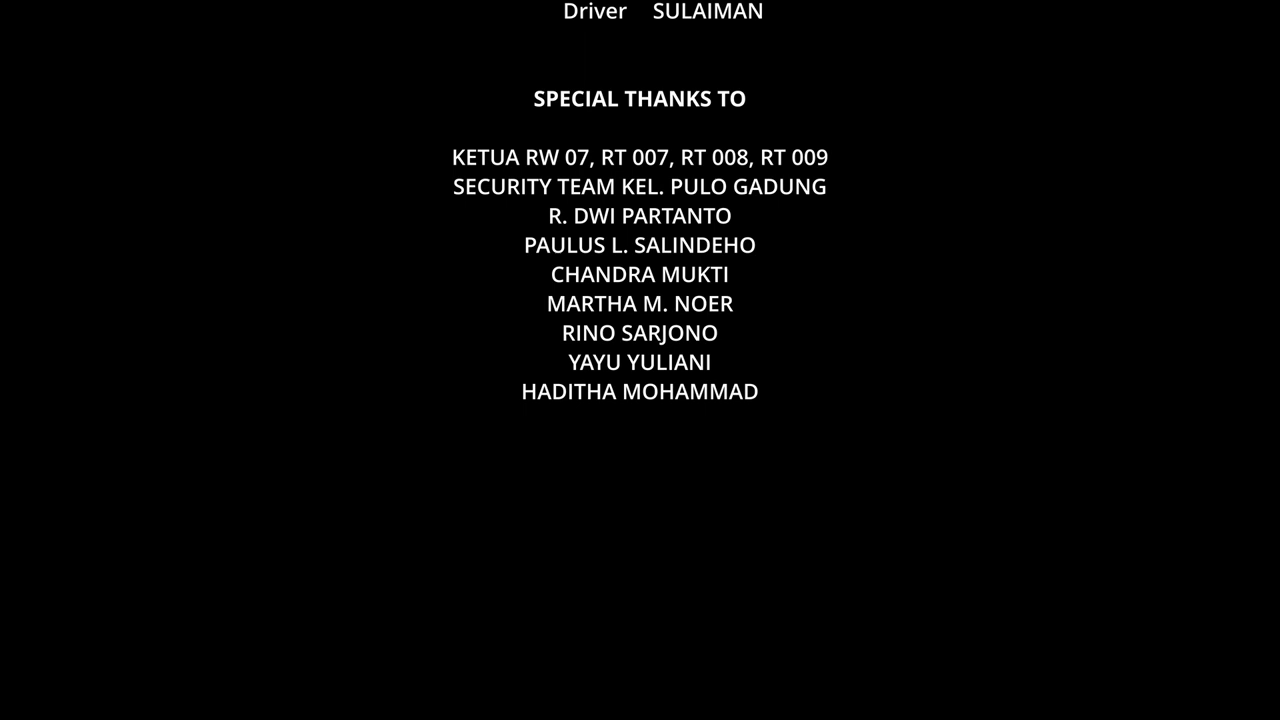 Driver SULAIMAN
SPECIAL THANKS TO
KETUA RW 07, RT 007, RT 008, RT 009
SECURITY TEAM KEL. PULO GADUNG
R. DWI PARTANTO
PAULUS L. SALINDEHO
CHANDRA MUKTI
MARTHA M. NOER
RINO SARJONO
YAYU YULIANI
HADITHA MOHAMMAD